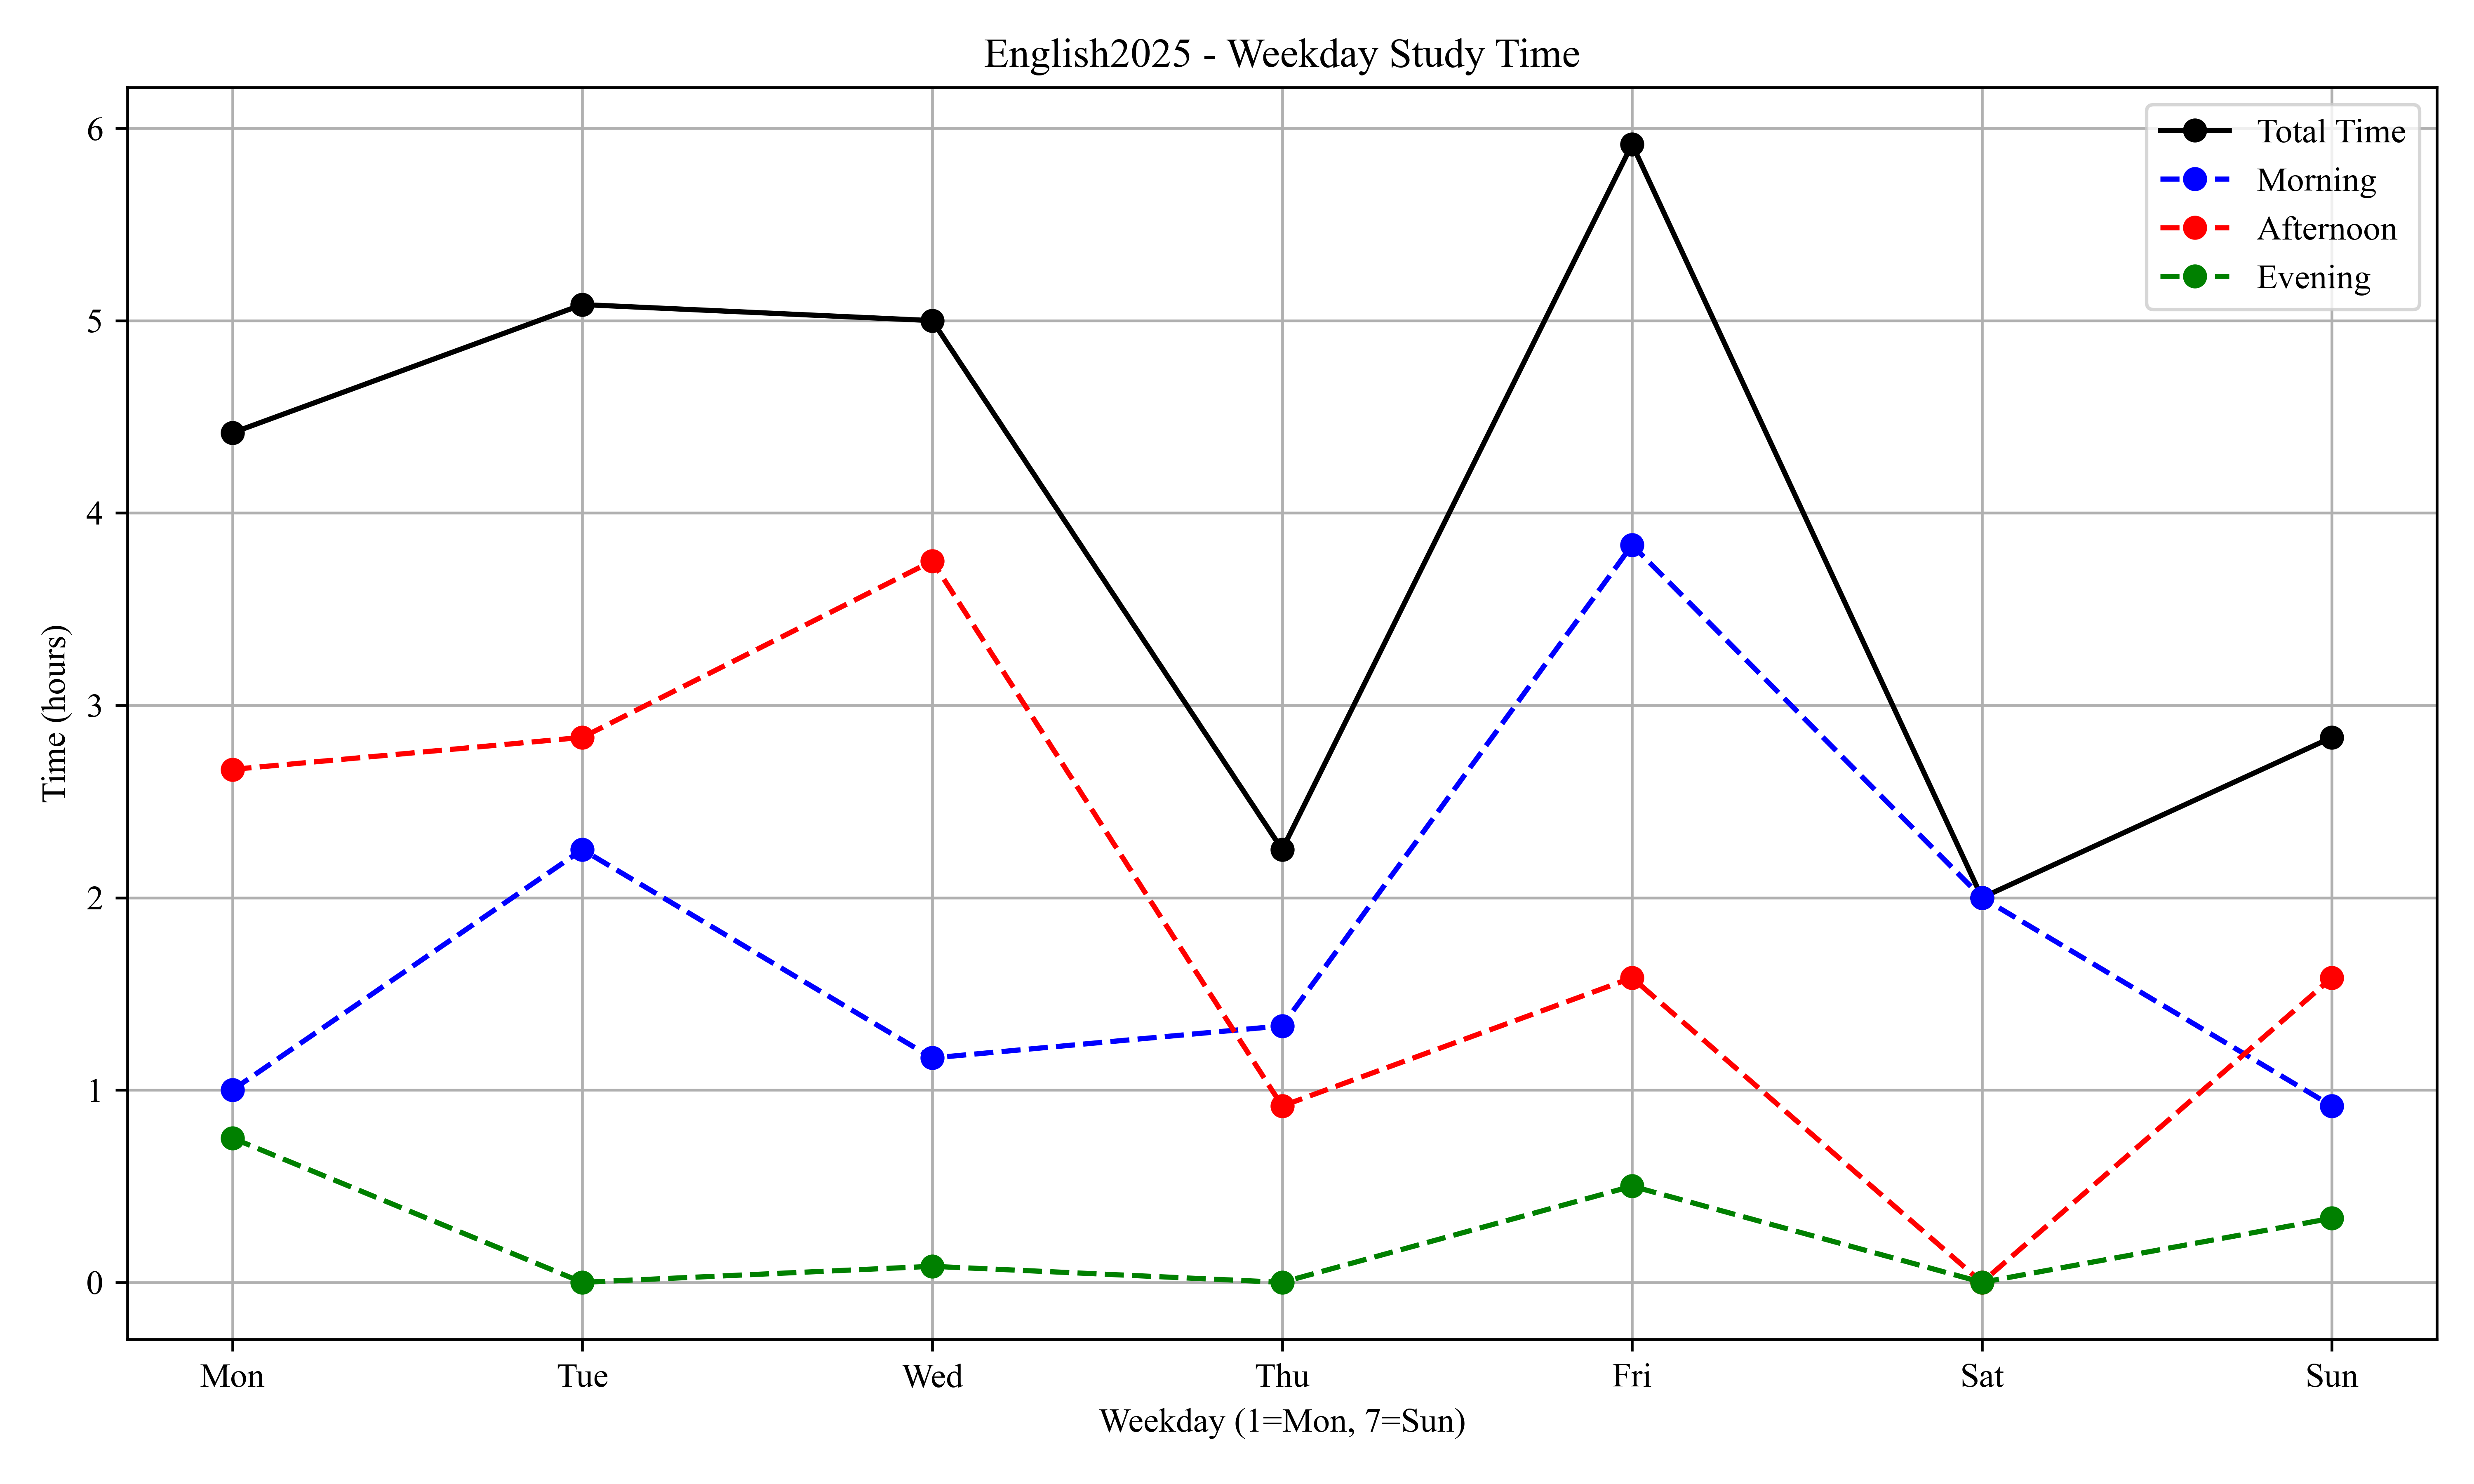 English2025 - Weekday Study Time
Total Time
Morning
Afternoon
Evening
Time (hours)
6
5
4
3
2
1
0
Mon Tue Wed Thu Fri Sat Sun
Weekday (1=Mon, 7=Sun)